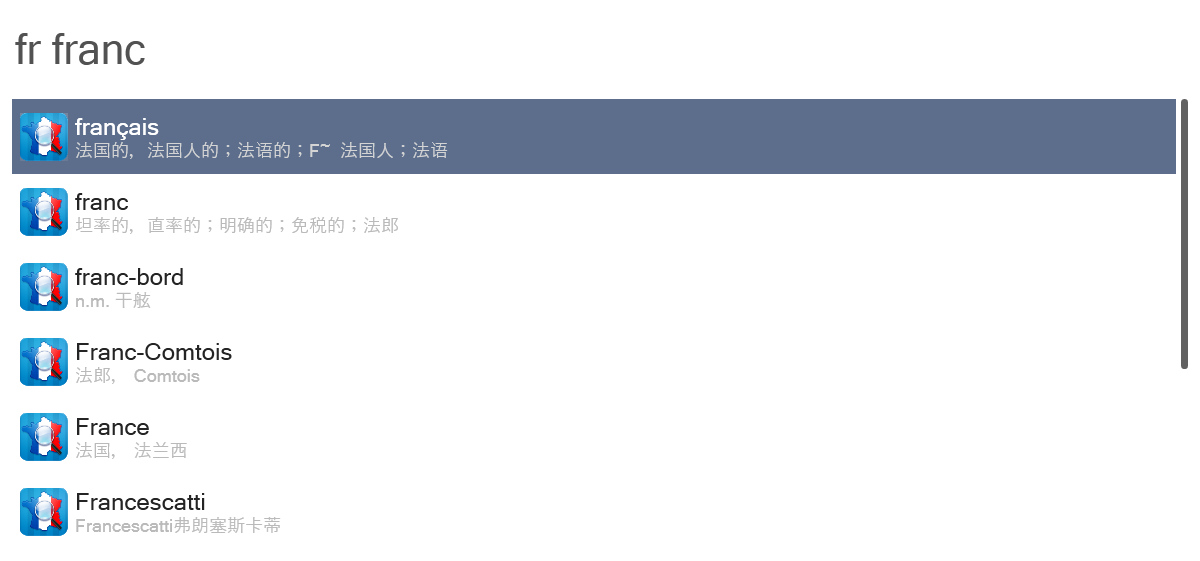 fr franc
français
法国的，法国人的；法语的；F~ 法国人；法语
franc
坦率的，直率的；明确的；免税的；法郎
franc-bord
n.m. 干舷
Franc-Comtois
法郎， Comtois
France
法国， 法兰西
Francescatti
Francescatti弗朗塞斯卡蒂